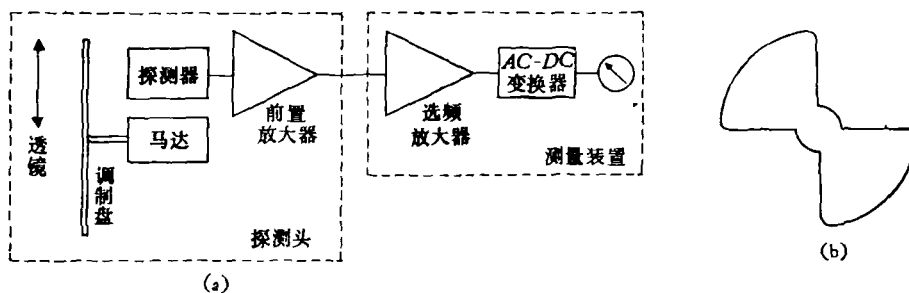 透镜
调制盘
探测器
马达
前置
放大器
探测头
选频
放大器
AC-DC
变换器
测量装置
(a)
(b)